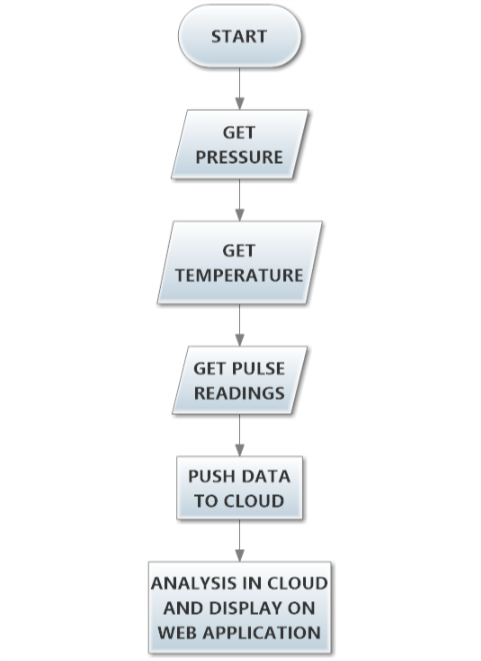 START
GET
PRESSURE
GET
TEMPERATURE
GET PULSE
READINGS
PUSH DATA
TO CLOUD
ANALYSIS IN CLOUD
AND DISPLAY ON
WEB APPLICATION